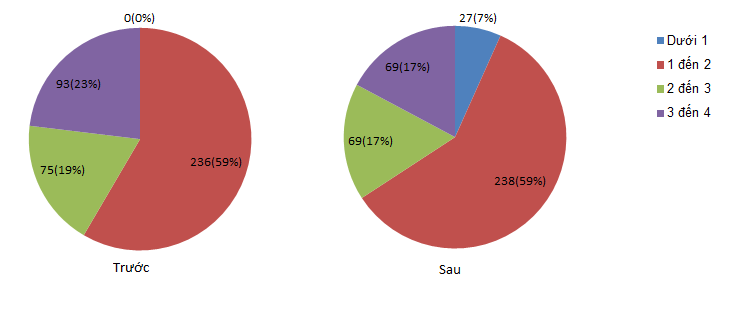 0(0%)
93(23%)
75(19%)
236(59%)
Trước
27(7%)
69(17%)
69(17%)
238(59%)
Sau
Dưới 1
1 đến 2
2 đến 3
3 đến 4